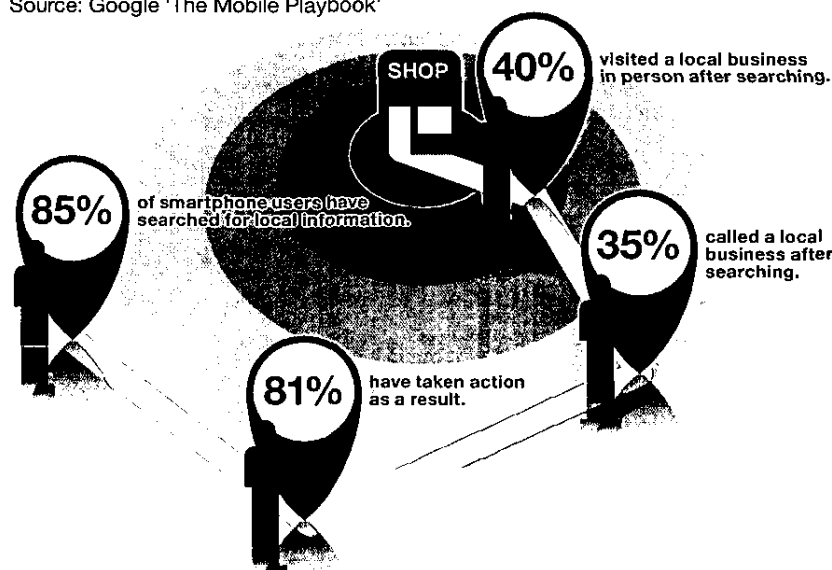 Source: Google 'The Mobile Playbook'
SHOP
40%
visited a local business
in person after searching.
85%
of smartphone users have
searched for local information.
35%
called a local
business after
searching.
81%
have taken action
as a result.